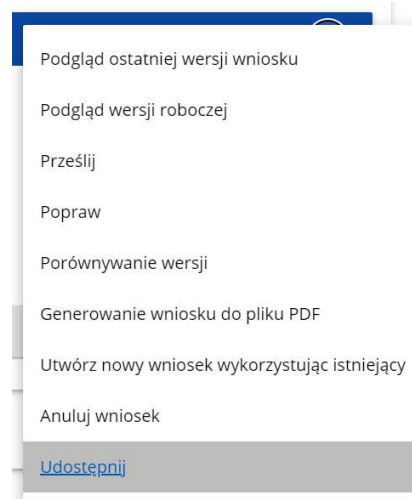 Podgląd ostatniej wersji wniosku
Podgląd wersji roboczej
Prześlij
Popraw
Porównywanie wersji
Generowanie wniosku do pliku PDF
Utwórz nowy wniosek wykorzystując istniejący
Anuluj wniosek
Udostępnij